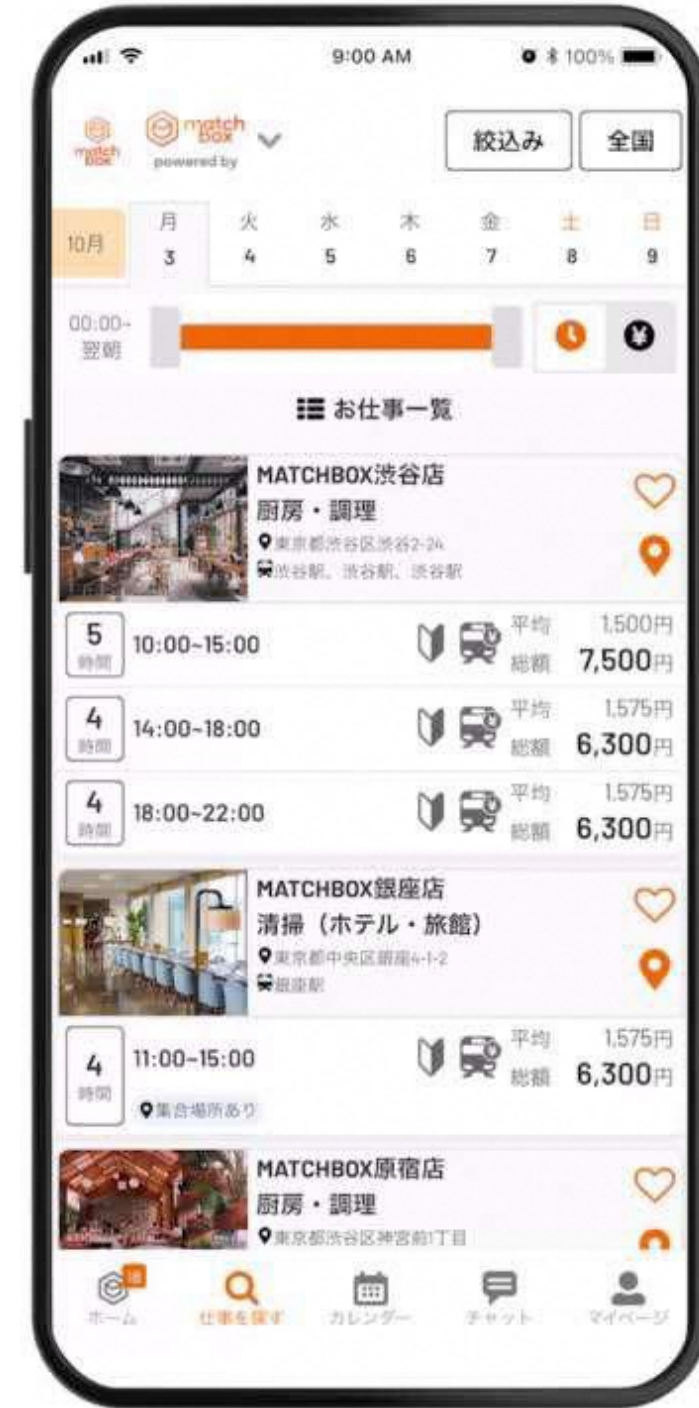 9:00 AM
100%
match box
match box
powered by
絞込み
全国
10月
月 火 水 木 金 土 日
3 4 5 6 7 8 9
00:00~
翌朝
¥
お仕事一覧
MATCHBOX渋谷店
厨房・調理
東京都渋谷区渋谷2-24
渋谷駅、渋谷駅、渋谷駅
5時間
10:00~15:00
平均 1,500円
総額 7,500円
4時間
14:00~18:00
平均 1,575円
総額 6,300円
4時間
18:00~22:00
平均 1,575円
総額 6,300円
MATCHBOX銀座店
清掃（ホテル・旅館）
東京都中央区銀座4-1-2
銀座駅
4時間
11:00~15:00
平均 1,575円
総額 6,300円
集合場所あり
MATCHBOX原宿店
厨房・調理
東京都渋谷区神宮前1丁目
ホーム
仕事を探す
カレンダー
チャット
マイページ